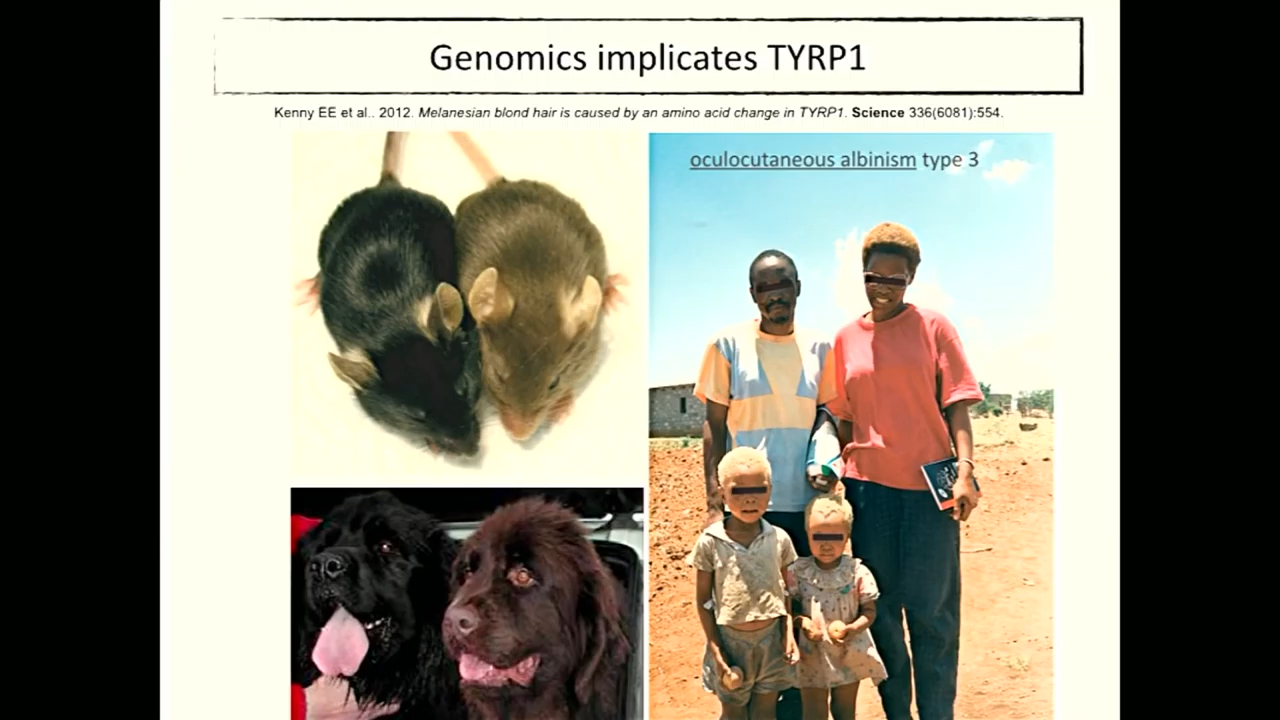 Genomics implicates TYRP1
Kenny EE et al.. 2012. Melanesian blond hair is caused by an amino acid change in TYRP1. Science 336(6081):554.
oculocutaneous albinism type 3